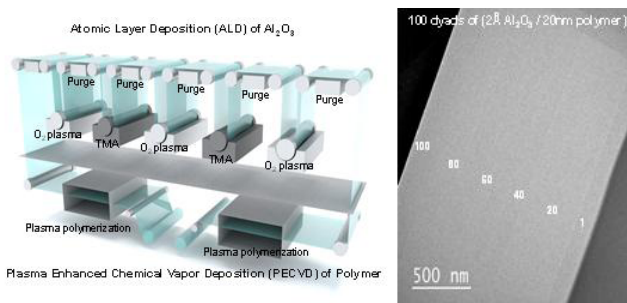 Atomic Layer Deposition (ALD) of Al₂O₃
Purge
Purge
Purge
Purge
Purge
O₂ plasma
TMA
O₂ plasma
TMA
O₂ plasma
Plasma polymerization
Plasma polymerization
Plasma Enhanced Chemical Vapor Deposition (PECVD) of Polymer
100 dyads of (2Å Al₂O₃ / 20nm polymer)
100
80
60
40
20
1
500 nm